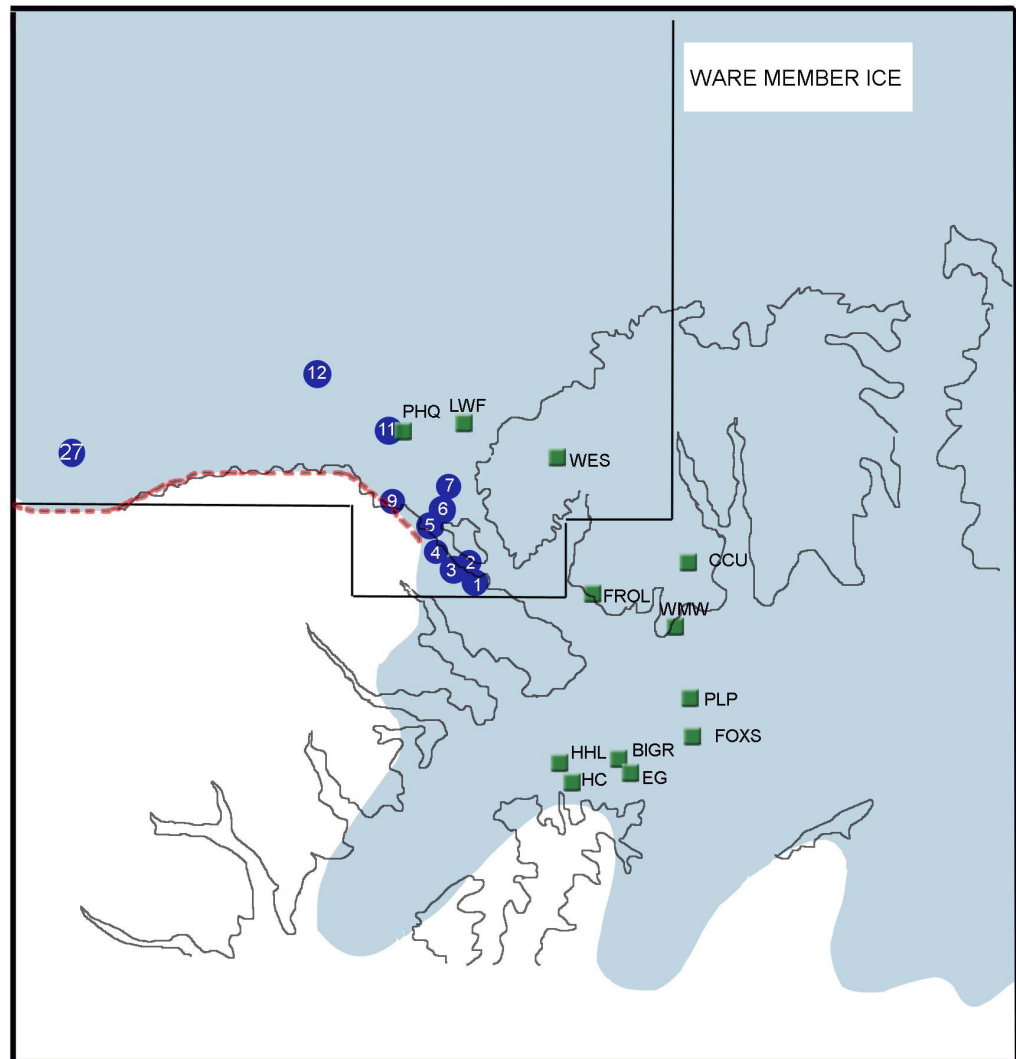 WARE MEMBER ICE
12
PHQ
LWF
11
27
WES
7
9
6
5
4
2
3
1
CCU
FROL
WMW
PLP
FOXS
HHL
BIGR
HC
EG